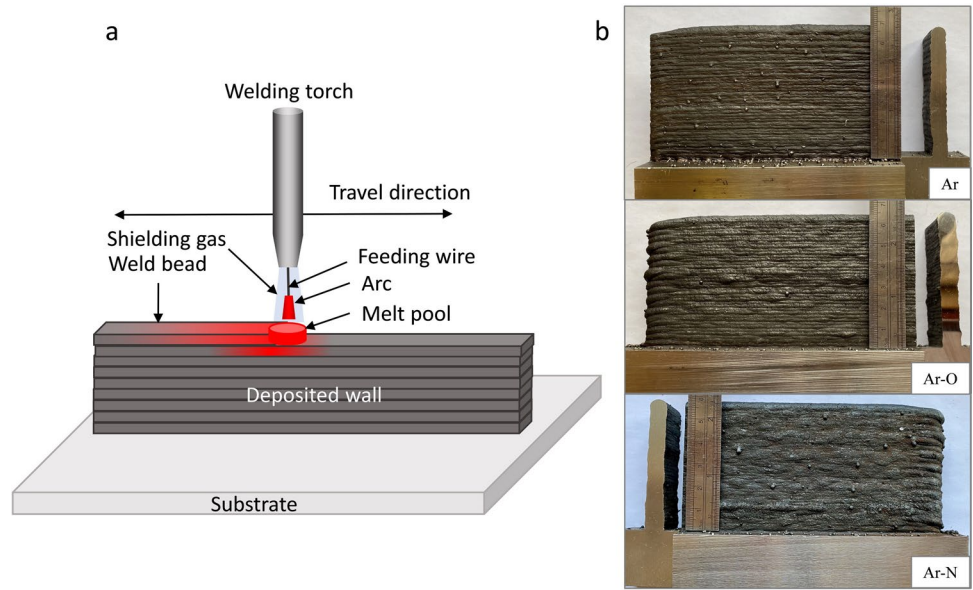 a
b
Welding torch
Travel direction
Shielding gas
Weld bead
Feeding wire
Arc
Melt pool
Deposited wall
Substrate
Ar
Ar-O
Ar-N